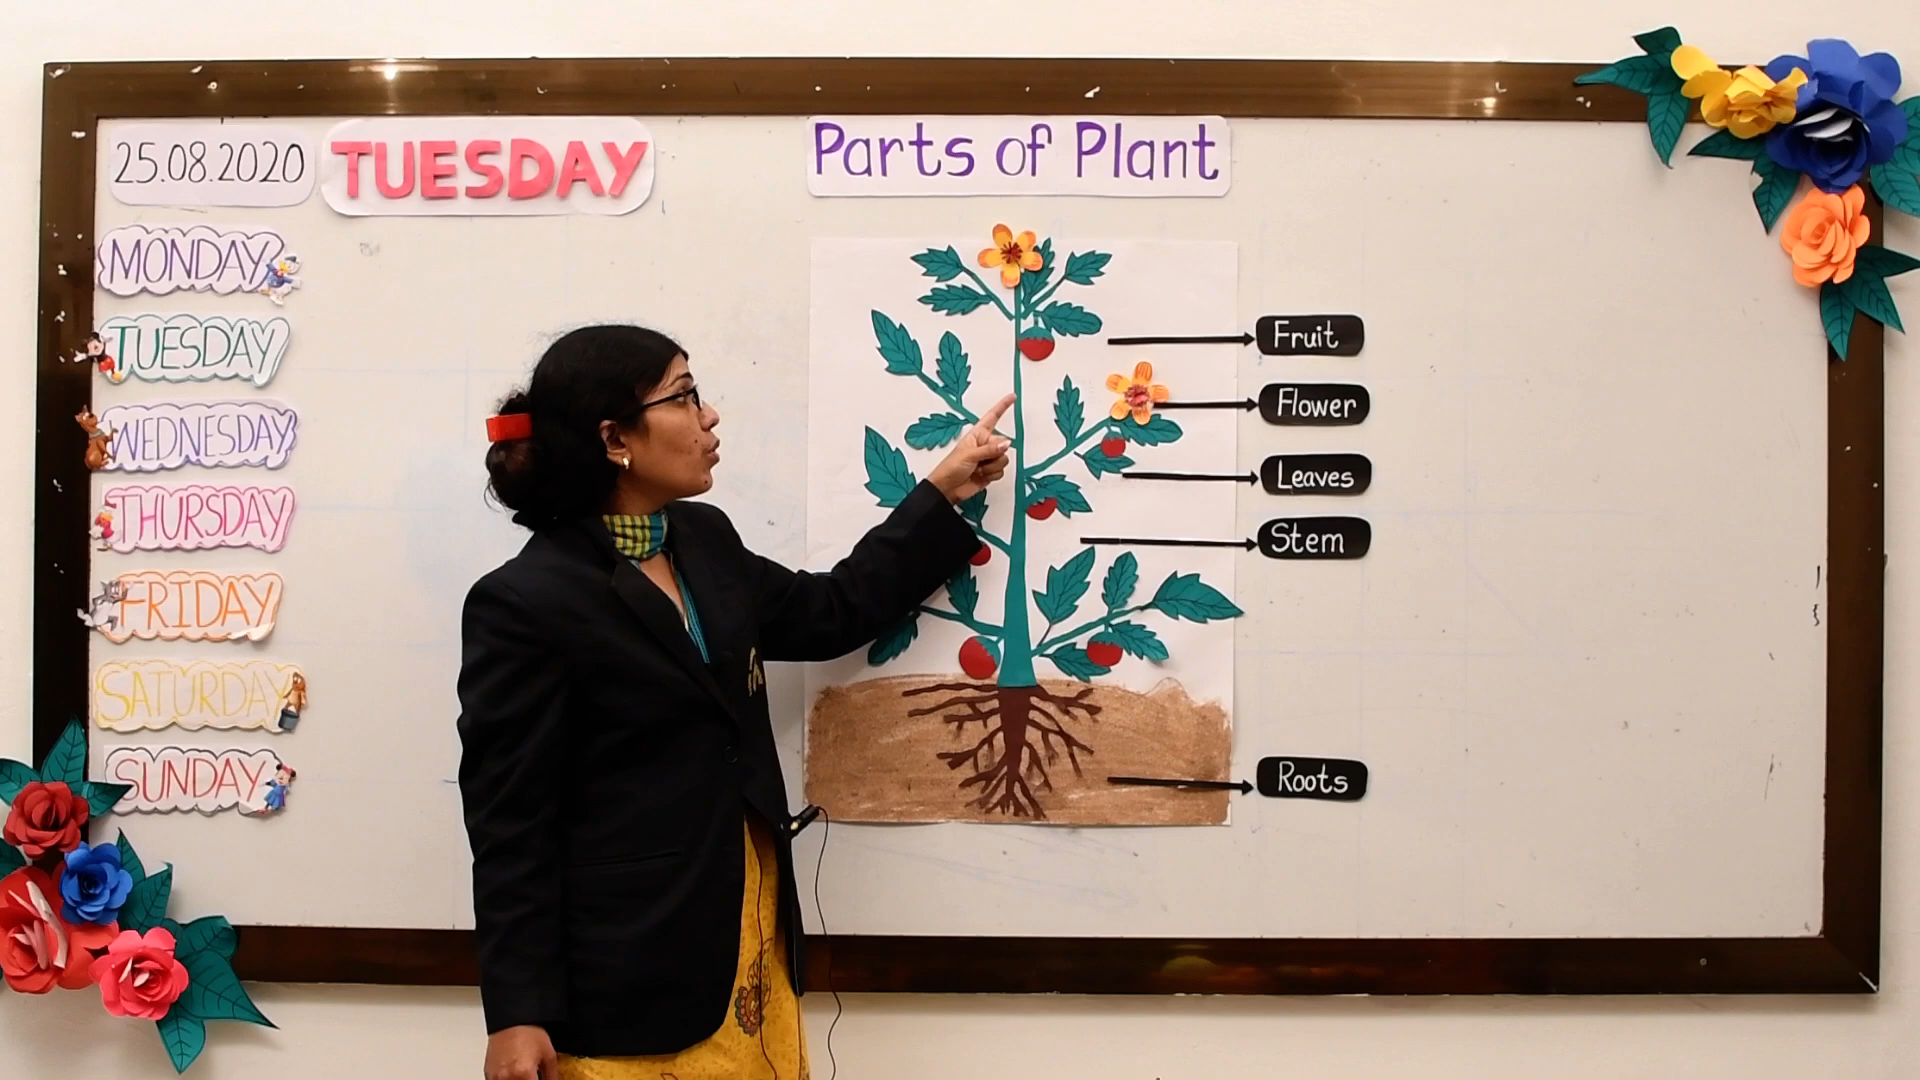 25.08.2020
TUESDAY
Parts of Plant
MONDAY
TUESDAY
WEDNESDAY
THURSDAY
FRIDAY
SATURDAY
SUNDAY
Fruit
Flower
Leaves
Stem
Roots